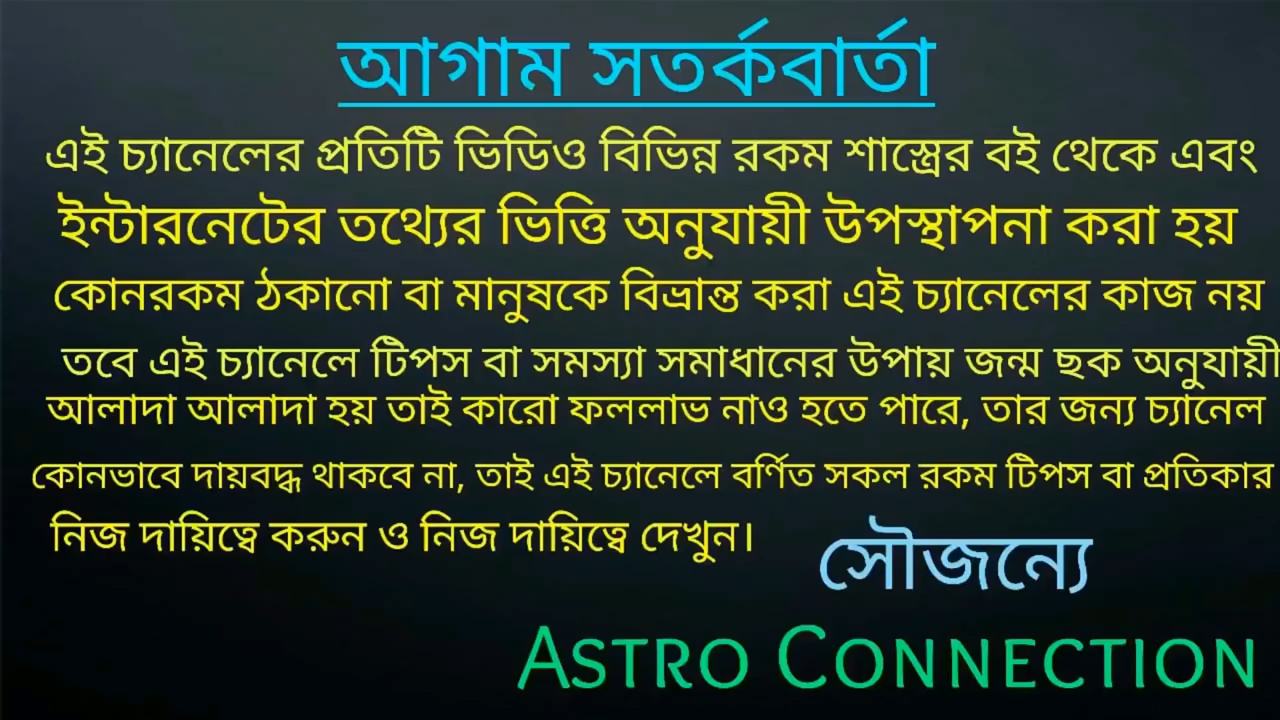 আগাম সতর্কবার্তা
এই চ্যানেলের প্রতিটি ভিডিও বিভিন্ন রকম শাস্ত্রের বই থেকে এবং
ইন্টারনেটের তথ্যের ভিত্তি অনুযায়ী উপস্থাপনা করা হয়
কোনরকম ঠকানো বা মানুষকে বিভ্রান্ত করা এই চ্যানেলের কাজ নয়
তবে এই চ্যানেলে টিপস বা সমস্যা সমাধানের উপায় জন্ম ছক অনুযায়ী
আলাদা আলাদা হয় তাই কারো ফললাভ নাও হতে পারে, তার জন্য চ্যানেল
কোনভাবে দায়বদ্ধ থাকবে না, তাই এই চ্যানেলে বর্ণিত সকল রকম টিপস বা প্রতিকার
নিজ দায়িত্বে করুন ও নিজ দায়িত্বে দেখুন।
সৌজন্যে
ASTRO CONNECTION